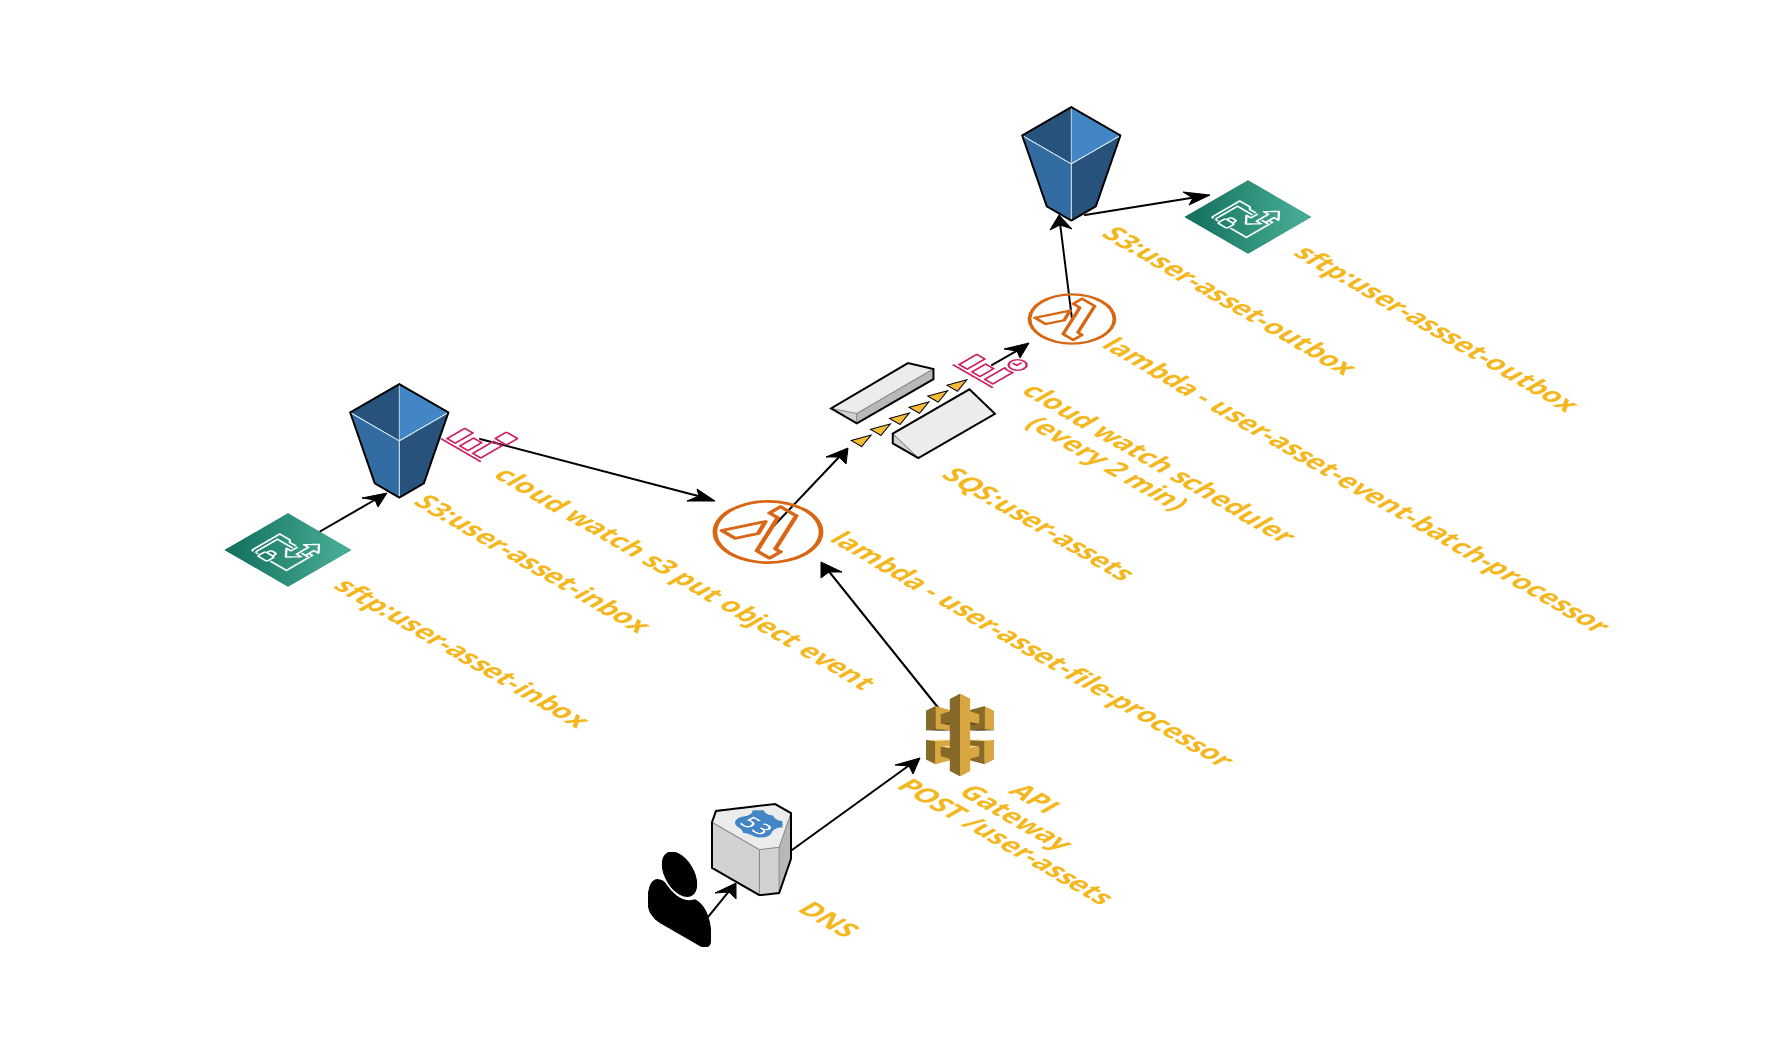 S3:user-asset-outbox
sftp:user-assset-outbox
lambda - user-asset-event-batch-processor
cloud watch scheduler
(every 2 min)
SQS:user-assets
cloud watch s3 put object event
S3:user-asset-inbox
sftp:user-asset-inbox
lambda - user-asset-file-processor
API
Gateway
POST /user-assets
53
DNS